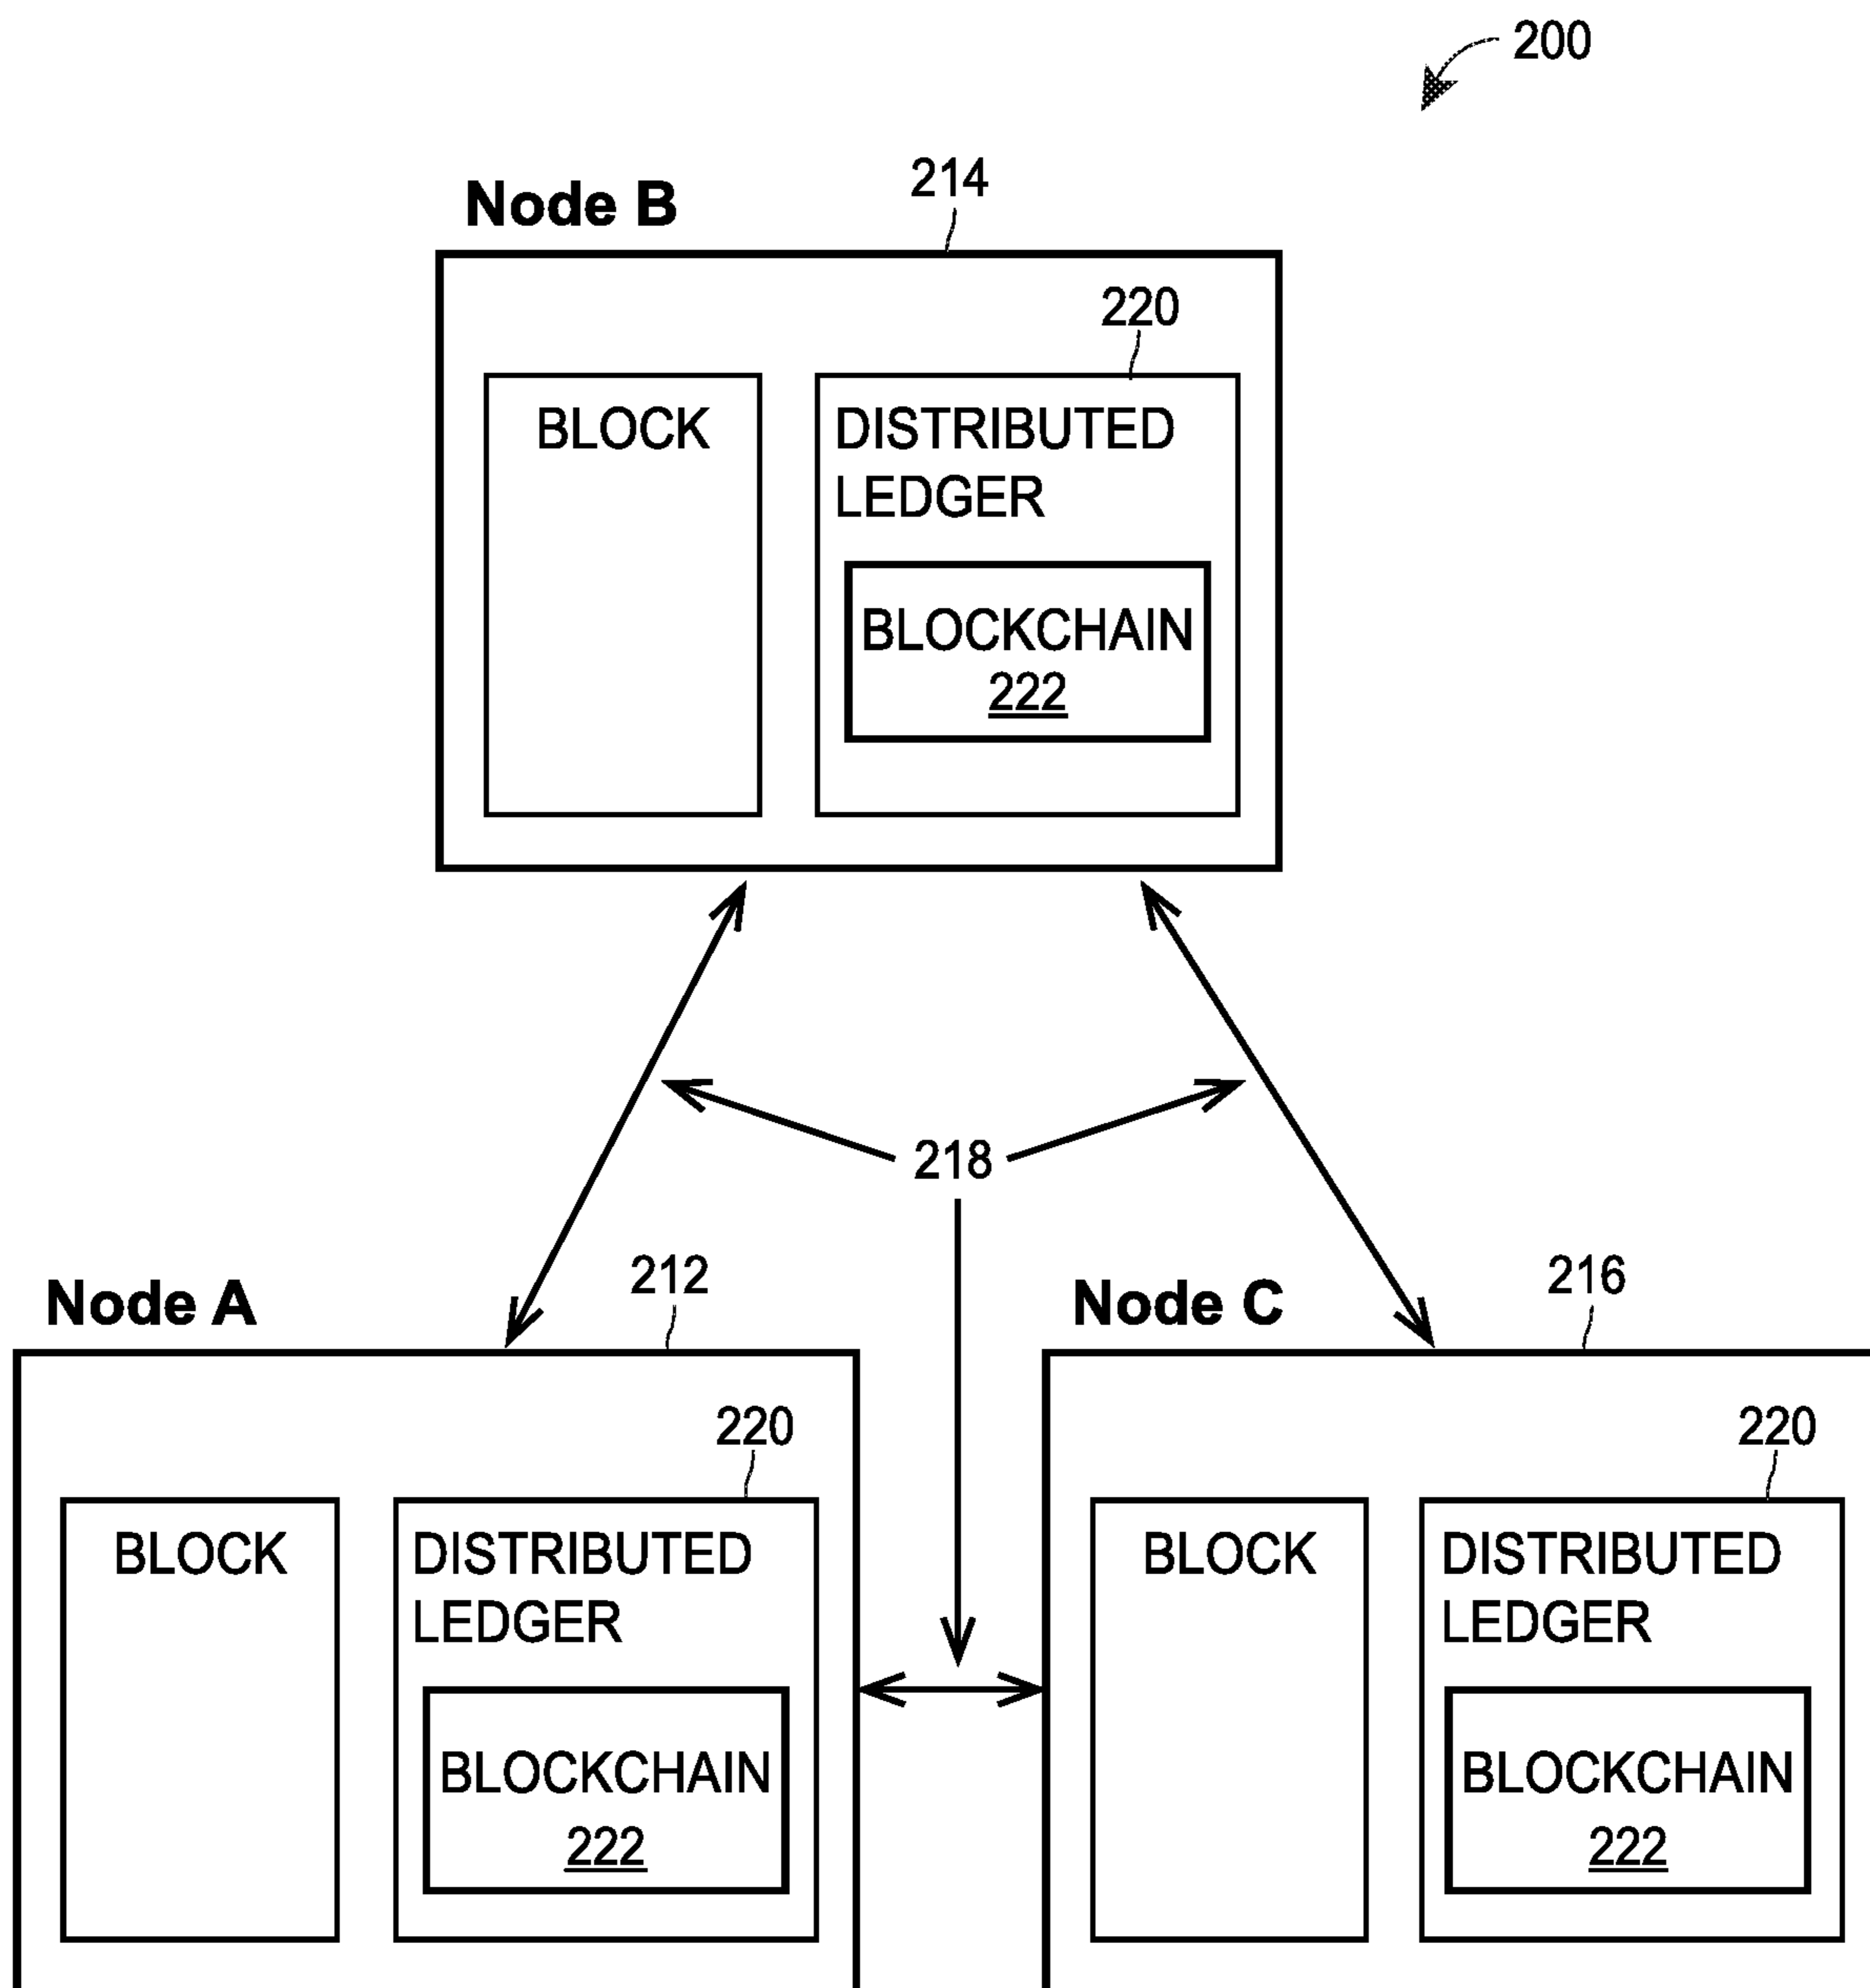 200
Node B
214
220
BLOCK
DISTRIBUTED
LEDGER
BLOCKCHAIN
222
218
Node A
212
220
BLOCK
DISTRIBUTED
LEDGER
BLOCKCHAIN
222
Node C
216
220
BLOCK
DISTRIBUTED
LEDGER
BLOCKCHAIN
222